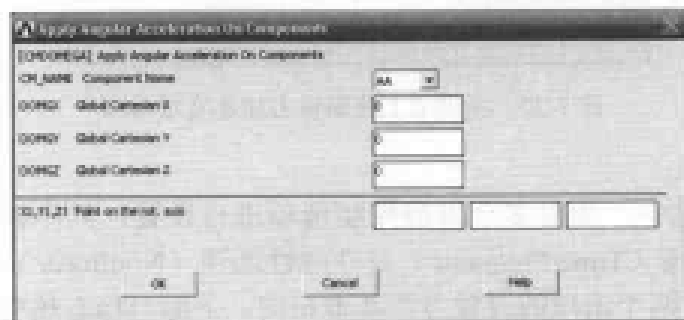 Apply Angular Acceleration On Components
[CMDOMEGA] Apply Angular Acceleration On Components
CM_NAME Component Name AA
DOMGX Global Cartesian X 0
DOMGY Global Cartesian Y 0
DOMGZ Global Cartesian Z 0
X1,Y1,Z1 Point on the rot. axis
OK Cancel Help